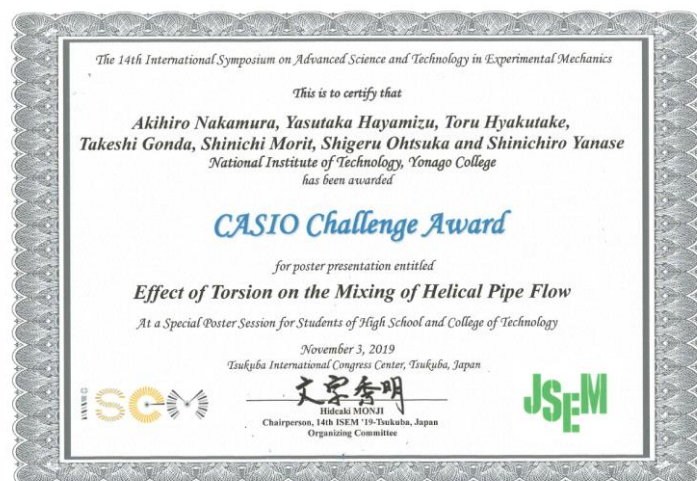 The 14th International Symposium on Advanced Science and Technology in Experimental Mechanics
This is to certify that
Akihiro Nakamura, Yasutaka Hayamizu, Toru Hyakutake,
Takeshi Gonda, Shinichi Morit, Shigeru Ohtsuka and Shinichiro Yanase
National Institute of Technology, Yonago College
has been awarded
CASIO Challenge Award
for poster presentation entitled
Effect of Torsion on the Mixing of Helical Pipe Flow
At a Special Poster Session for Students of High School and College of Technology
November 3, 2019
Tsukuba International Congress Center, Tsukuba, Japan
文字秀明
Hideaki MONJI
Chairperson, 14th ISEM '19-Tsukuba, Japan
Organizing Committee
ISEM
JSEM